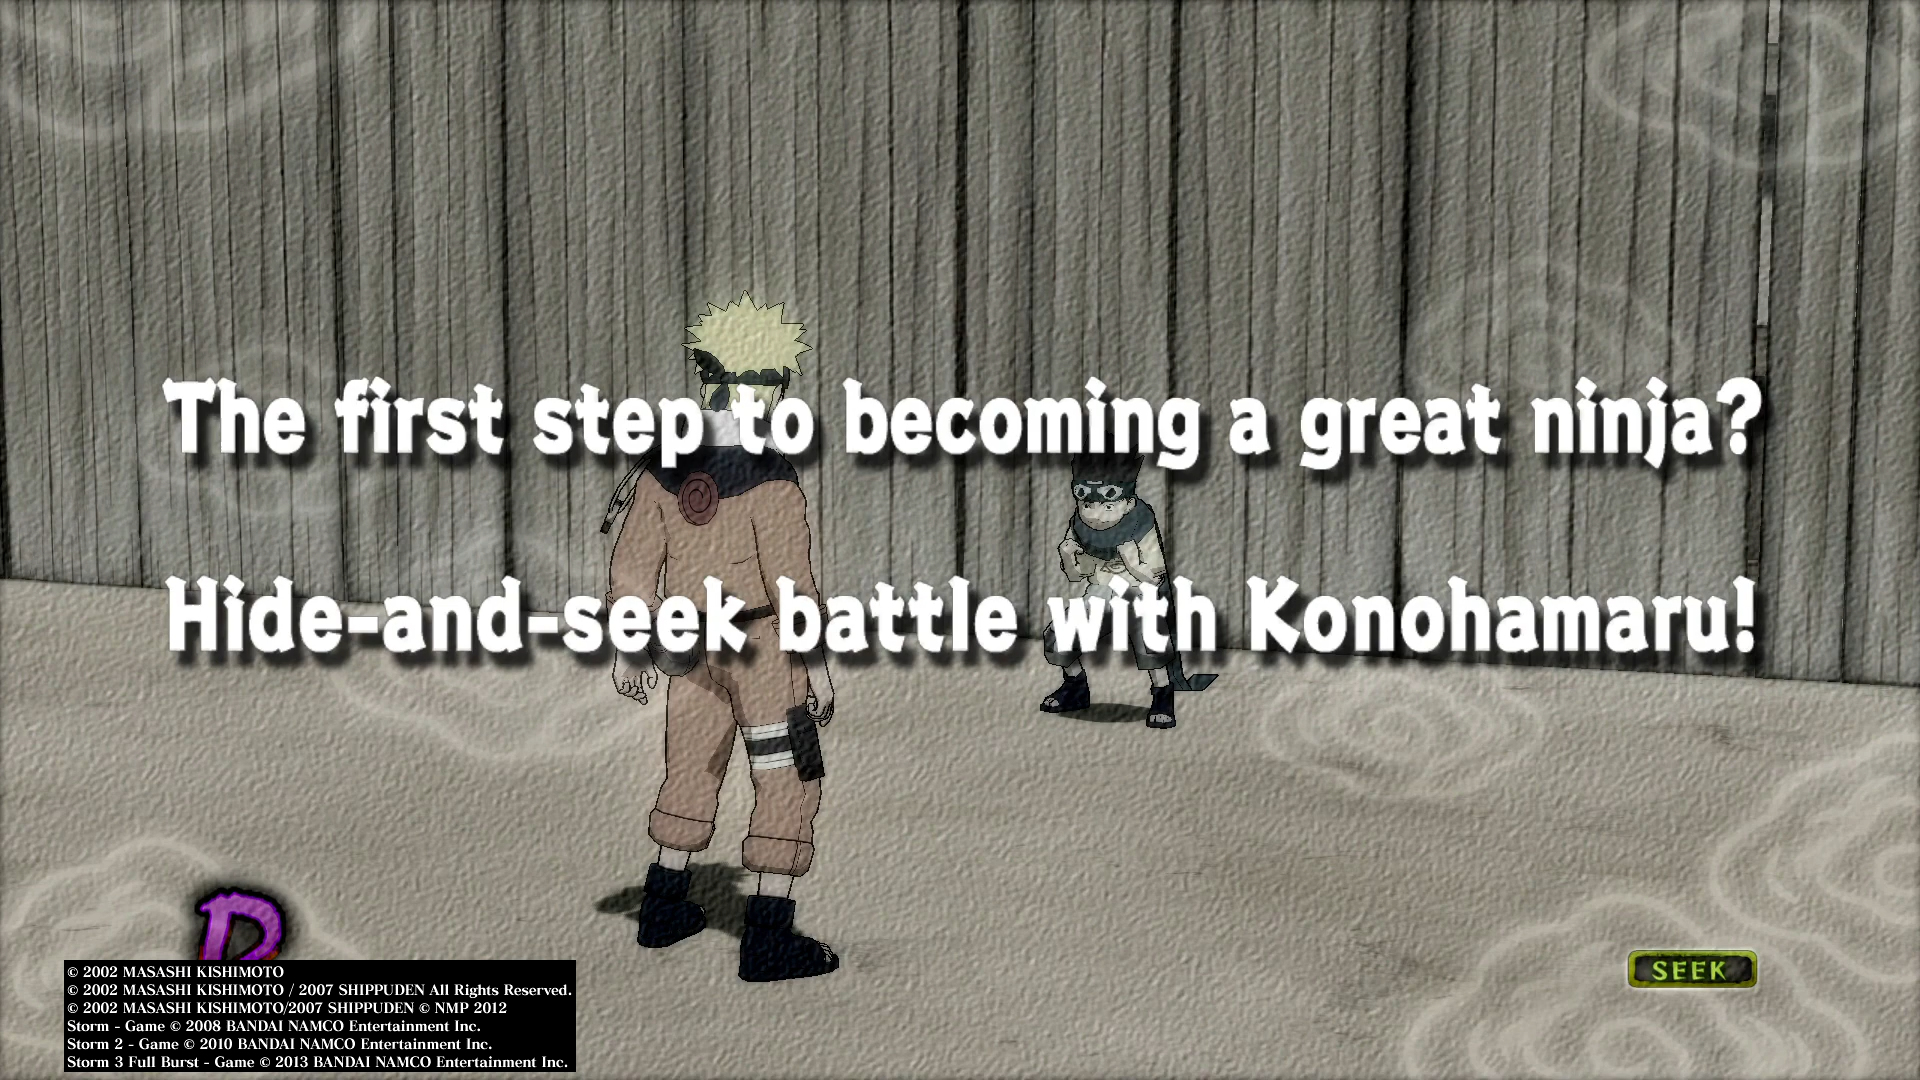 The first step to becoming a great ninja?
Hide-and-seek battle with Konohamaru!
D
SEEK
© 2002 MASASHI KISHIMOTO
© 2002 MASASHI KISHIMOTO / 2007 SHIPPUDEN All Rights Reserved.
© 2002 MASASHI KISHIMOTO/2007 SHIPPUDEN © NMP 2012
Storm - Game © 2008 BANDAI NAMCO Entertainment Inc.
Storm 2 - Game © 2010 BANDAI NAMCO Entertainment Inc.
Storm 3 Full Burst - Game © 2013 BANDAI NAMCO Entertainment Inc.